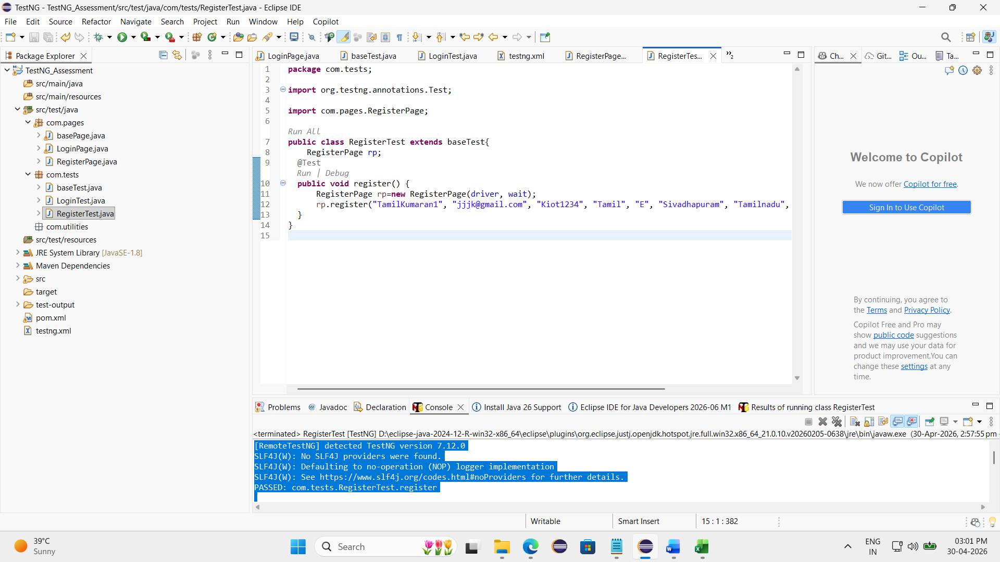 TestNG - TestNG_Assessment/src/test/java/com/tests/RegisterTest.java - Eclipse IDE
File Edit Source Refactor Navigate Search Project Run Window Help Copilot
Package Explorer
TestNG_Assessment
src/main/java
src/main/resources
src/test/java
com.pages
basePage.java
LoginPage.java
RegisterPage.java
com.tests
baseTest.java
LoginTest.java
RegisterTest.java
com.utilities
src/test/resources
JRE System Library [JavaSE-1.8]
Maven Dependencies
src
target
test-output
pom.xml
testng.xml
LoginPage.java baseTest.java LoginTest.java testng.xml RegisterPage... RegisterTes... »2
1 package com.tests;
2
3 import org.testng.annotations.Test;
4
5 import com.pages.RegisterPage;
6
Run All
7 public class RegisterTest extends baseTest{
8 RegisterPage rp;
9 @Test
Run | Debug
10 public void register() {
11 RegisterPage rp=new RegisterPage(driver, wait);
12 rp.register("TamilKumaran1", "jjjk@gmail.com", "Kiot1234", "Tamil", "E", "Sivadhapuram", "Tamilnadu",
13 }
14 }
15
Ch... Git... Ou... Ta...
Welcome to Copilot
We now offer Copilot for free.
Sign In to Use Copilot
By continuing, you agree to
the Terms and Privacy Policy.
Copilot Free and Pro may
show public code suggestions
and we may use your data for
product improvement.You can
change these settings at any
time.
Problems @ Javadoc Declaration Console Install Java 26 Support Eclipse IDE for Java Developers 2026-06 M1 Results of running class RegisterTest
<terminated> RegisterTest [TestNG] D:\eclipse-java-2024-12-R-win32-x86_64\eclipse\plugins\org.eclipse.justj.openjdk.hotspot.jre.full.win32.x86_64_21.0.10.v20260205-0638\jre\bin\javaw.exe (30-Apr-2026, 2:57:55 pm
[RemoteTestNG] detected TestNG version 7.12.0
SLF4J(W): No SLF4J providers were found.
SLF4J(W): Defaulting to no-operation (NOP) logger implementation
SLF4J(W): See https://www.slf4j.org/codes.html#noProviders for further details.
PASSED: com.tests.RegisterTest.register
Writable Smart Insert 15 : 1 : 382
39°C
Sunny
Search
ENG
IN
03:01 PM
30-04-2026